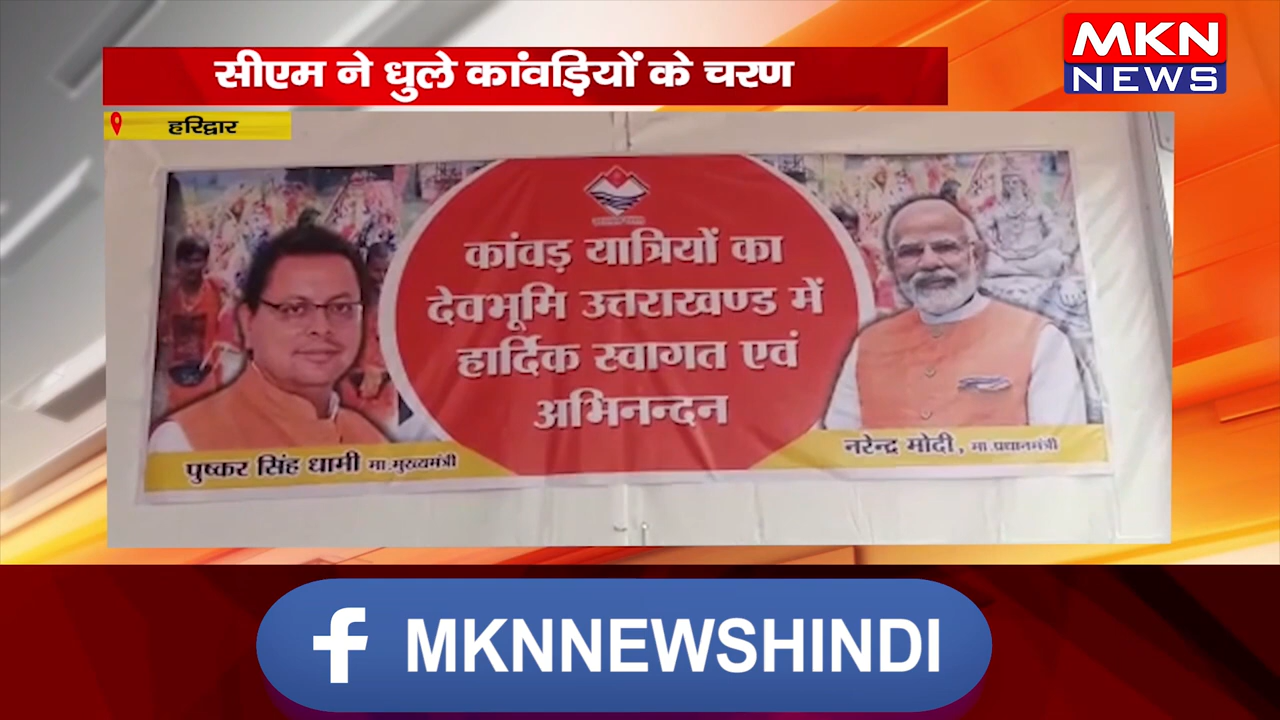 MKN
NEWS
सीएम ने धुले कांवड़ियों के चरण
हरिद्वार
कांवड़ यात्रियों का
देवभूमि उत्तराखण्ड में
हार्दिक स्वागत एवं
अभिनन्दन
पुष्कर सिंह धामी मा.मुख्यमंत्री
नरेन्द्र मोदी, मा.प्रधानमंत्री
f MKNNEWSHINDI